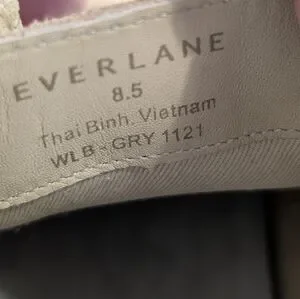 EVERLANE
8.5
Thai Binh, Vietnam
WLB - GRY 1121